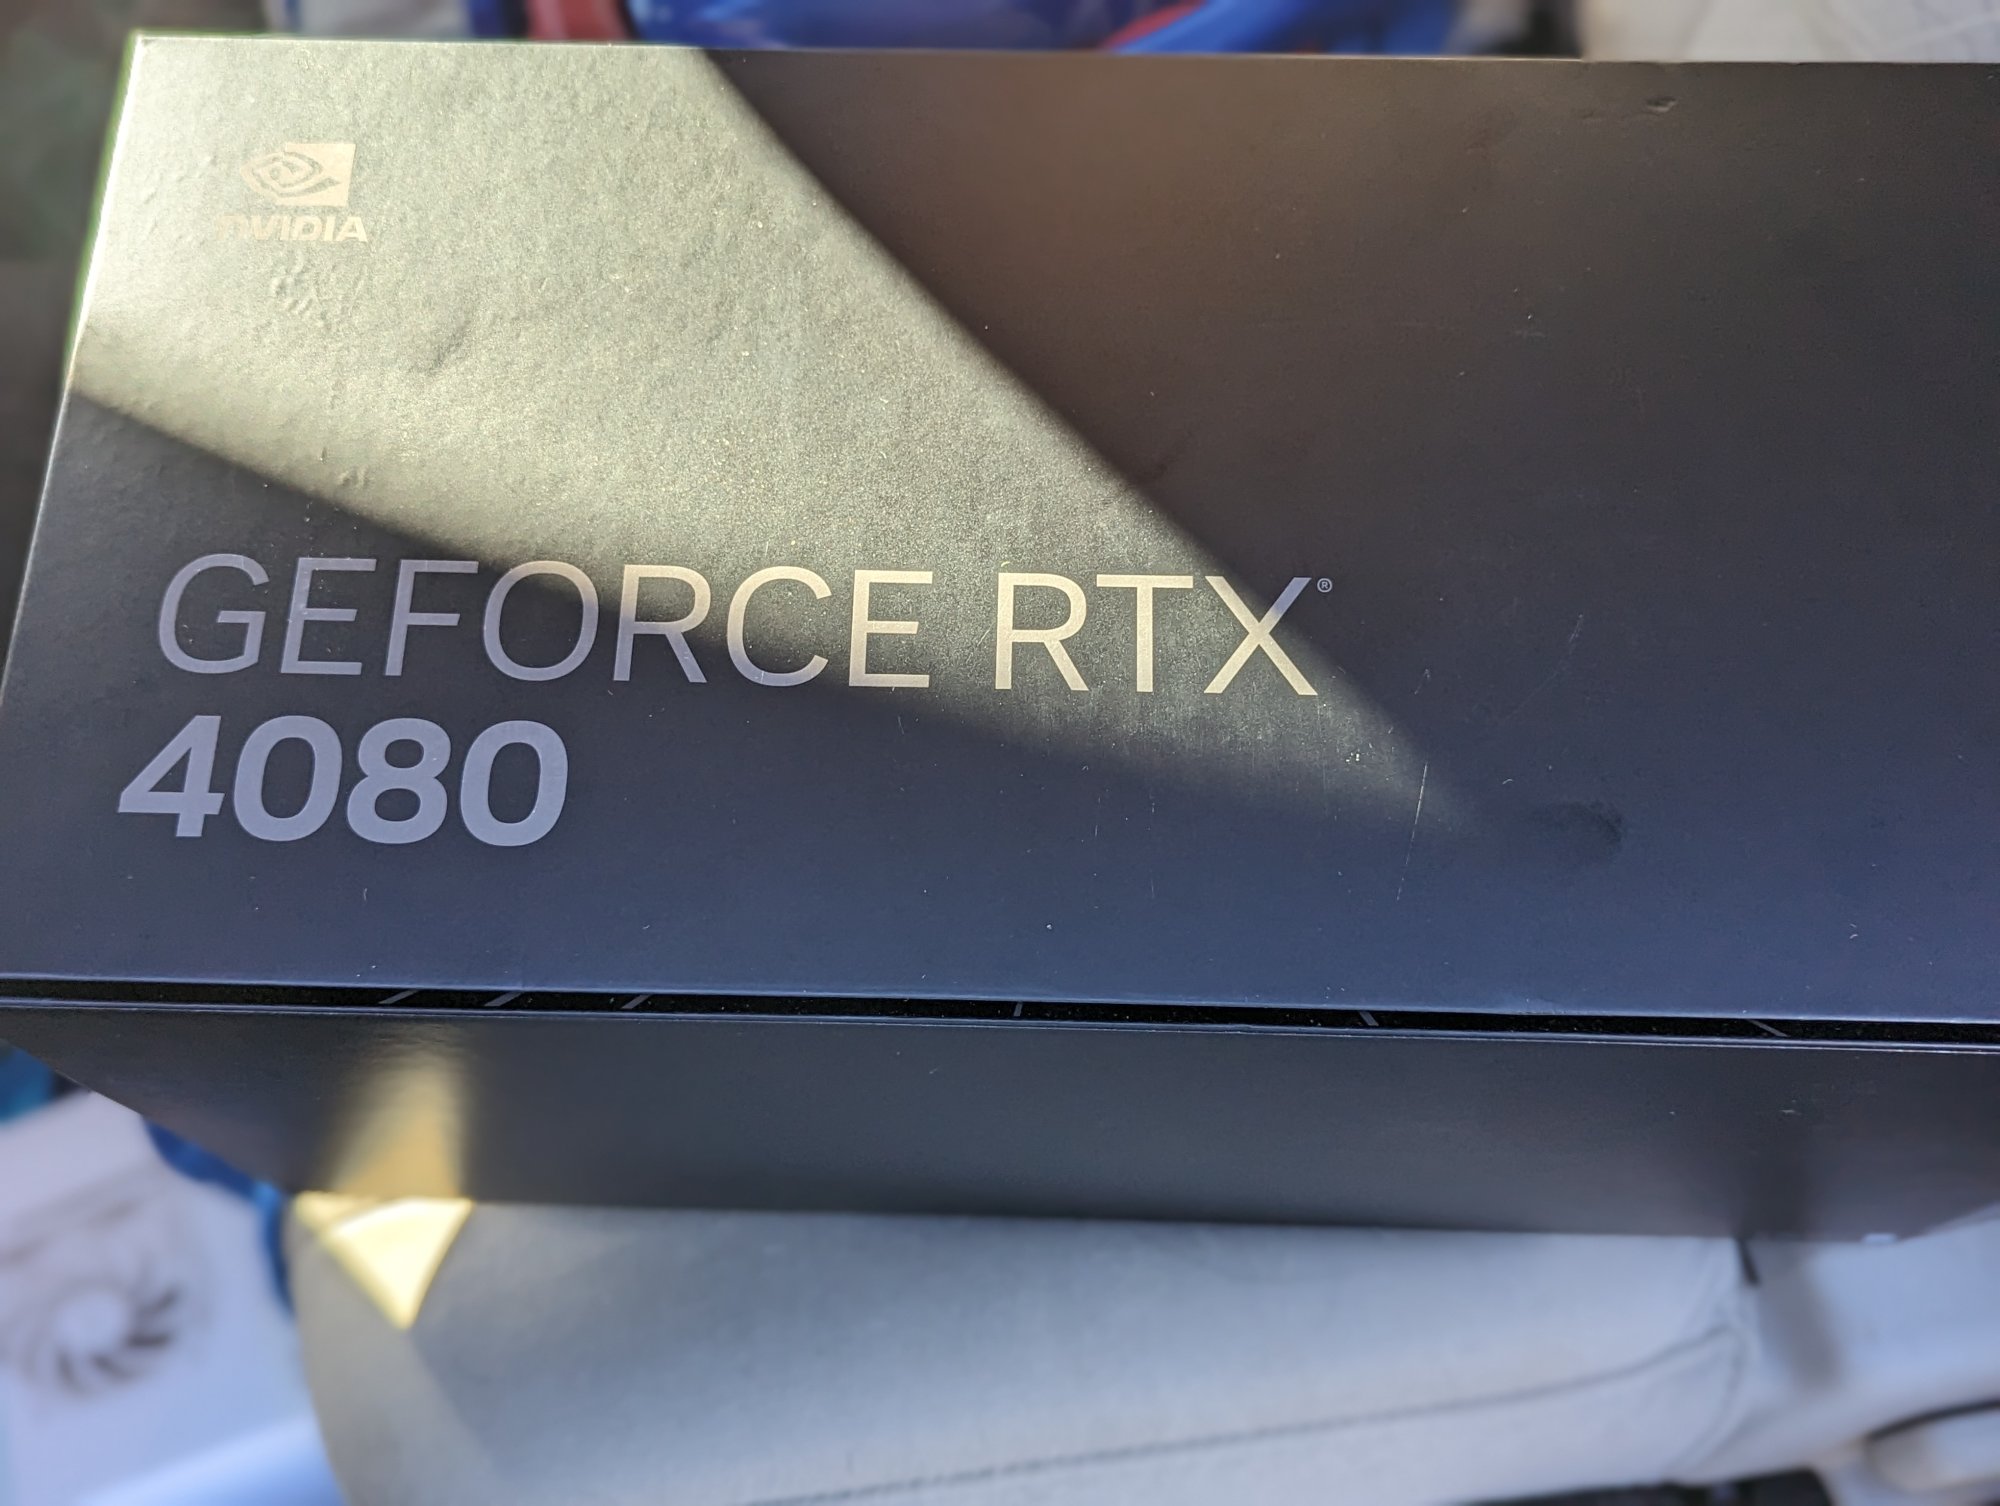 NVIDIA
GEFORCE RTX®
4080